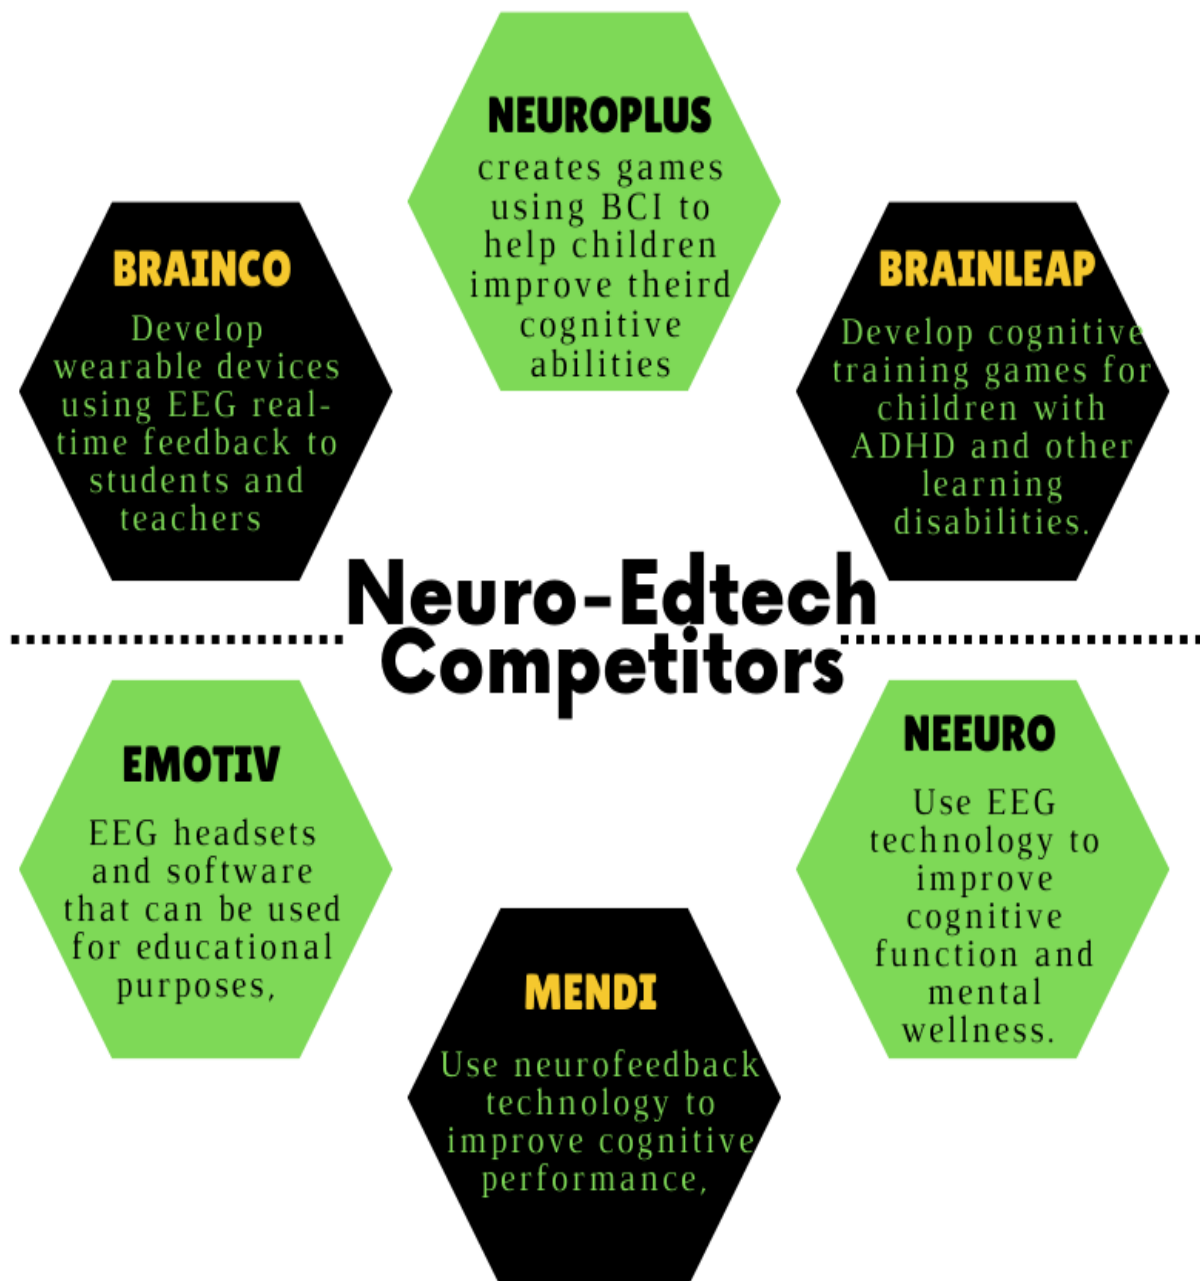 NEUROPLUS
creates games
using BCI to
help children
improve theird
cognitive
abilities
BRAINCO
Develop
wearable devices
using EEG real-
time feedback to
students and
teachers
BRAINLEAP
Develop cognitive
training games for
children with
ADHD and other
learning
disabilities.
Neuro-Edtech
Competitors
EMOTIV
EEG headsets
and software
that can be used
for educational
purposes,
NEEURO
Use EEG
technology to
improve
cognitive
function and
mental
wellness.
MENDI
Use neurofeedback
technology to
improve cognitive
performance,